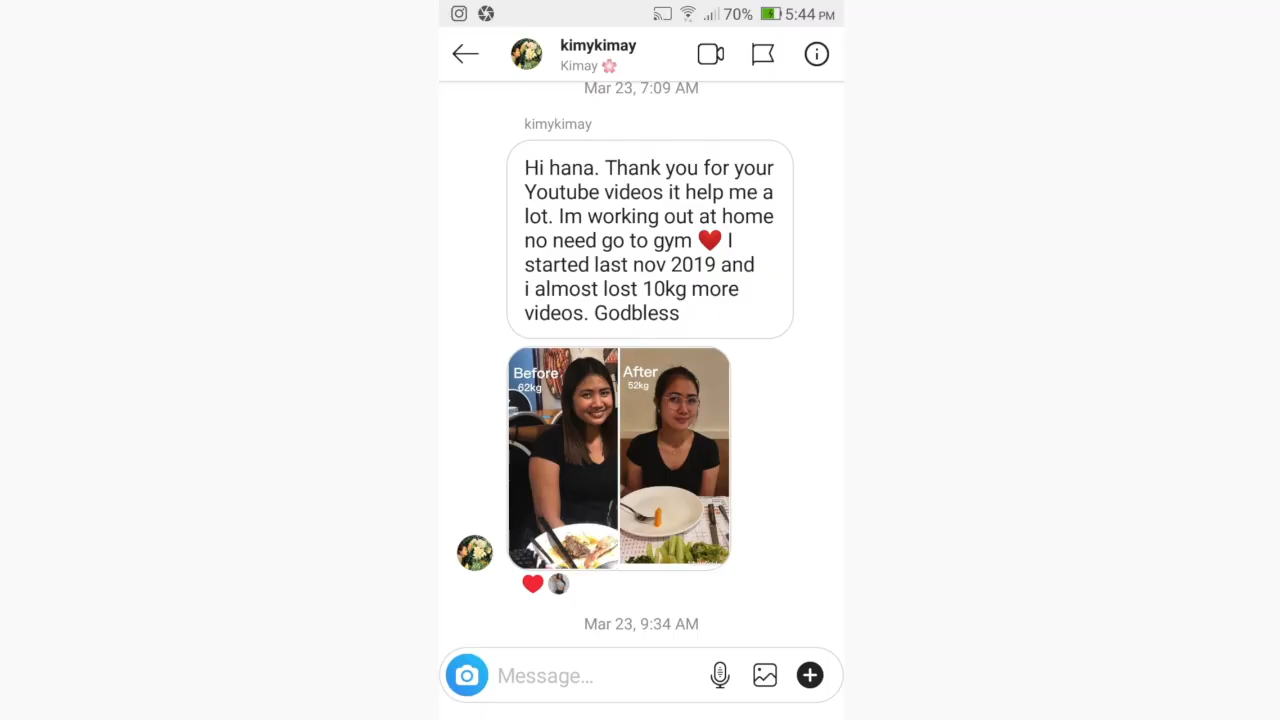 70% 5:44 PM
kimykimay
Kimay 🌸
Mar 23, 7:09 AM
kimykimay
Hi hana. Thank you for your
Youtube videos it help me a
lot. Im working out at home
no need go to gym ❤️ I
started last nov 2019 and
i almost lost 10kg more
videos. Godbless
Before
62kg
After
52kg
Mar 23, 9:34 AM
Message...